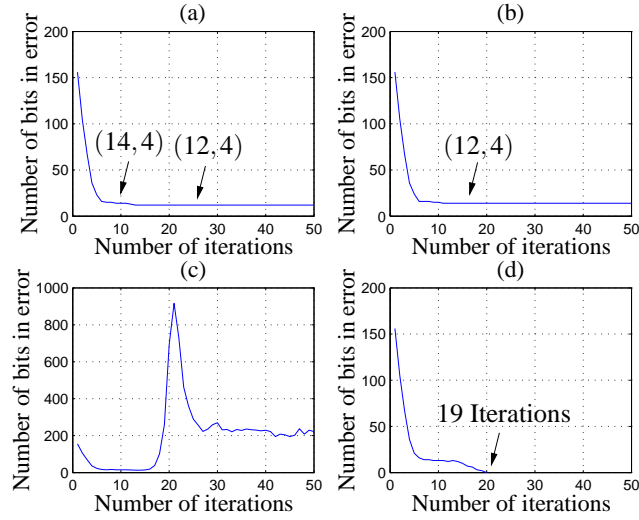 (a)
200
150
100
50
0
Number of bits in error
(14,4)
(12,4)
0 10 20 30 40 50
Number of iterations
(b)
200
150
100
50
0
Number of bits in error
(12,4)
0 10 20 30 40 50
Number of iterations
(c)
1000
800
600
400
200
0
Number of bits in error
0 10 20 30 40 50
Number of iterations
(d)
200
150
100
50
0
Number of bits in error
19 Iterations
0 10 20 30 40 50
Number of iterations